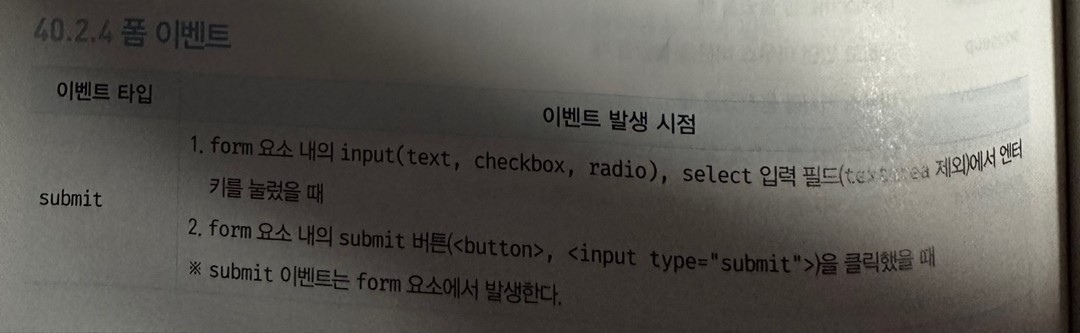 40.2.4 폼 이벤트
이벤트 타입
이벤트 발생 시점
submit
1. form 요소 내의 input(text, checkbox, radio), select 입력 필드(textarea 제외)에서 엔터
키를 눌렀을 때
2. form 요소 내의 submit 버튼(<button>, <input type="submit">)을 클릭했을 때
※ submit 이벤트는 form 요소에서 발생한다.